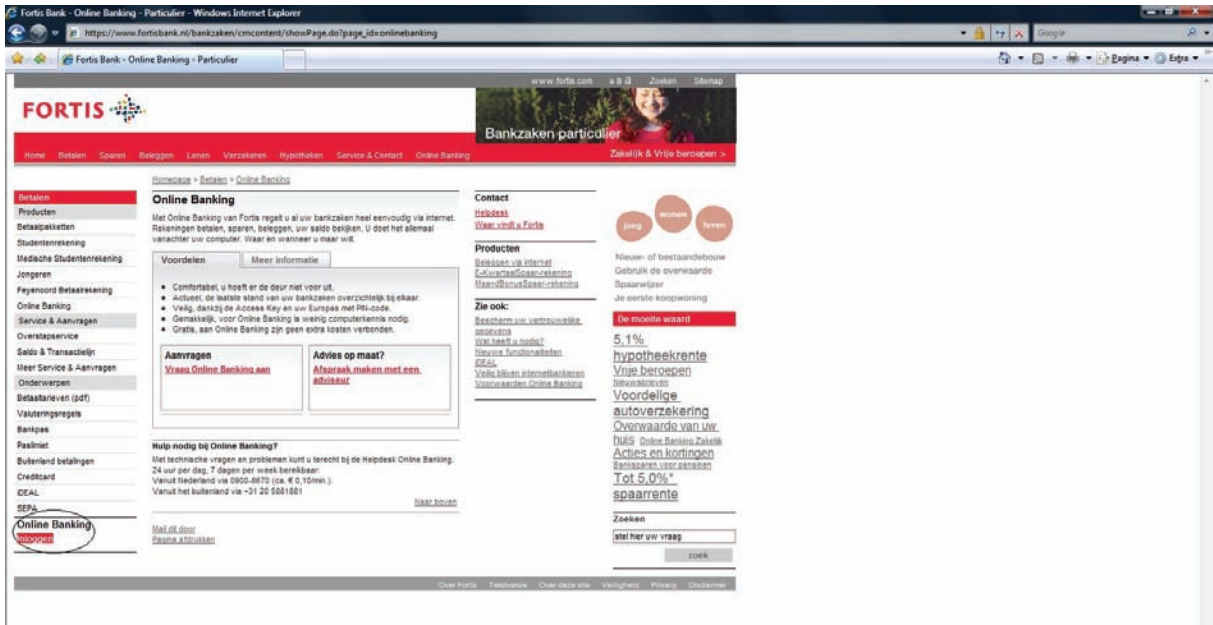 Fortis Bank - Online Banking - Particulier - Windows Internet Explorer
https://www.fortisbank.nl/bankzaken/cmcontent/showPage.do?page_id=onlinebanking
Google
Fortis Bank - Online Banking - Particulier
Pagina
Extra
www.fortis.com a a a Zoeken Sitemap
FORTIS
Bankzaken particulier
Home Betalen Sparen Beleggen Lenen Verzekeren Hypotheken Service & Contact Online Banking
Zakelijk & Vrije beroepen >
Homepage > Betalen > Online Banking
Betalen
Producten
Betaalpakketten
Studentenrekening
Medische Studentenrekening
Jongeren
Feyenoord Betaalrekening
Online Banking
Service & Aanvragen
Overstapservice
Saldo & Transactielijn
Meer Service & Aanvragen
Onderwerpen
Betaaltarieven (pdf)
Valuteringsregels
Bankpas
Paslimiet
Buitenland betalingen
Creditcard
iDEAL
SEPA
Online Banking
Inloggen
Online Banking
Met Online Banking van Fortis regelt u al uw bankzaken heel eenvoudig via internet.
Rekeningen betalen, sparen, beleggen, uw saldo bekijken. U doet het allemaal
vanachter uw computer. Waar en wanneer u maar wilt.
Voordelen
Meer informatie
• Comfortabel, u hoeft er de deur niet voor uit.
• Actueel, de laatste stand van uw bankzaken overzichtelijk bij elkaar.
• Veilig, dankzij de Access Key en uw Europas met PIN-code.
• Gemakkelijk, voor Online Banking is weinig computerkennis nodig.
• Gratis, aan Online Banking zijn geen extra kosten verbonden.
Aanvragen
Vraag Online Banking aan
Advies op maat?
Afspraak maken met een
adviseur
Hulp nodig bij Online Banking?
Met technische vragen en problemen kunt u terecht bij de Helpdesk Online Banking.
24 uur per dag, 7 dagen per week bereikbaar:
Vanuit Nederland via 0900-8670 (ca. € 0,10/min.)
Vanuit het buitenland via +31 20 5881881
Naar boven
Mail dit door
Pagina afdrukken
Contact
Helpdesk
Waar vindt u Fortis
Producten
Beleggen via internet
E-KwartaalSpaar-rekening
MaandBonusSpaar-rekening
Zie ook:
Bescherm uw vertrouwelijke
gegevens
Wat heeft u nodig?
Nieuwe functionaliteiten
iDEAL
Veilig blijven internetbankieren
Voorwaarden Online Banking
jong
wonen
leven
Nieuw- of bestaandebouw
Gebruik de overwaarde
Spaarwijzer
Je eerste koopwoning
De moeite waard
5,1%
hypotheekrente
Vrije beroepen
Nieuwsbrieven
Voordelige
autoverzekering
Overwaarde van uw
huis Online Banking Zakelijk
Acties en kortingen
Banksparen voor pensioen
Tot 5,0%*
spaarrente
Zoeken
stel hier uw vraag
zoek
Over Fortis Tekstversie Over deze site Veiligheid Privacy Disclaimer